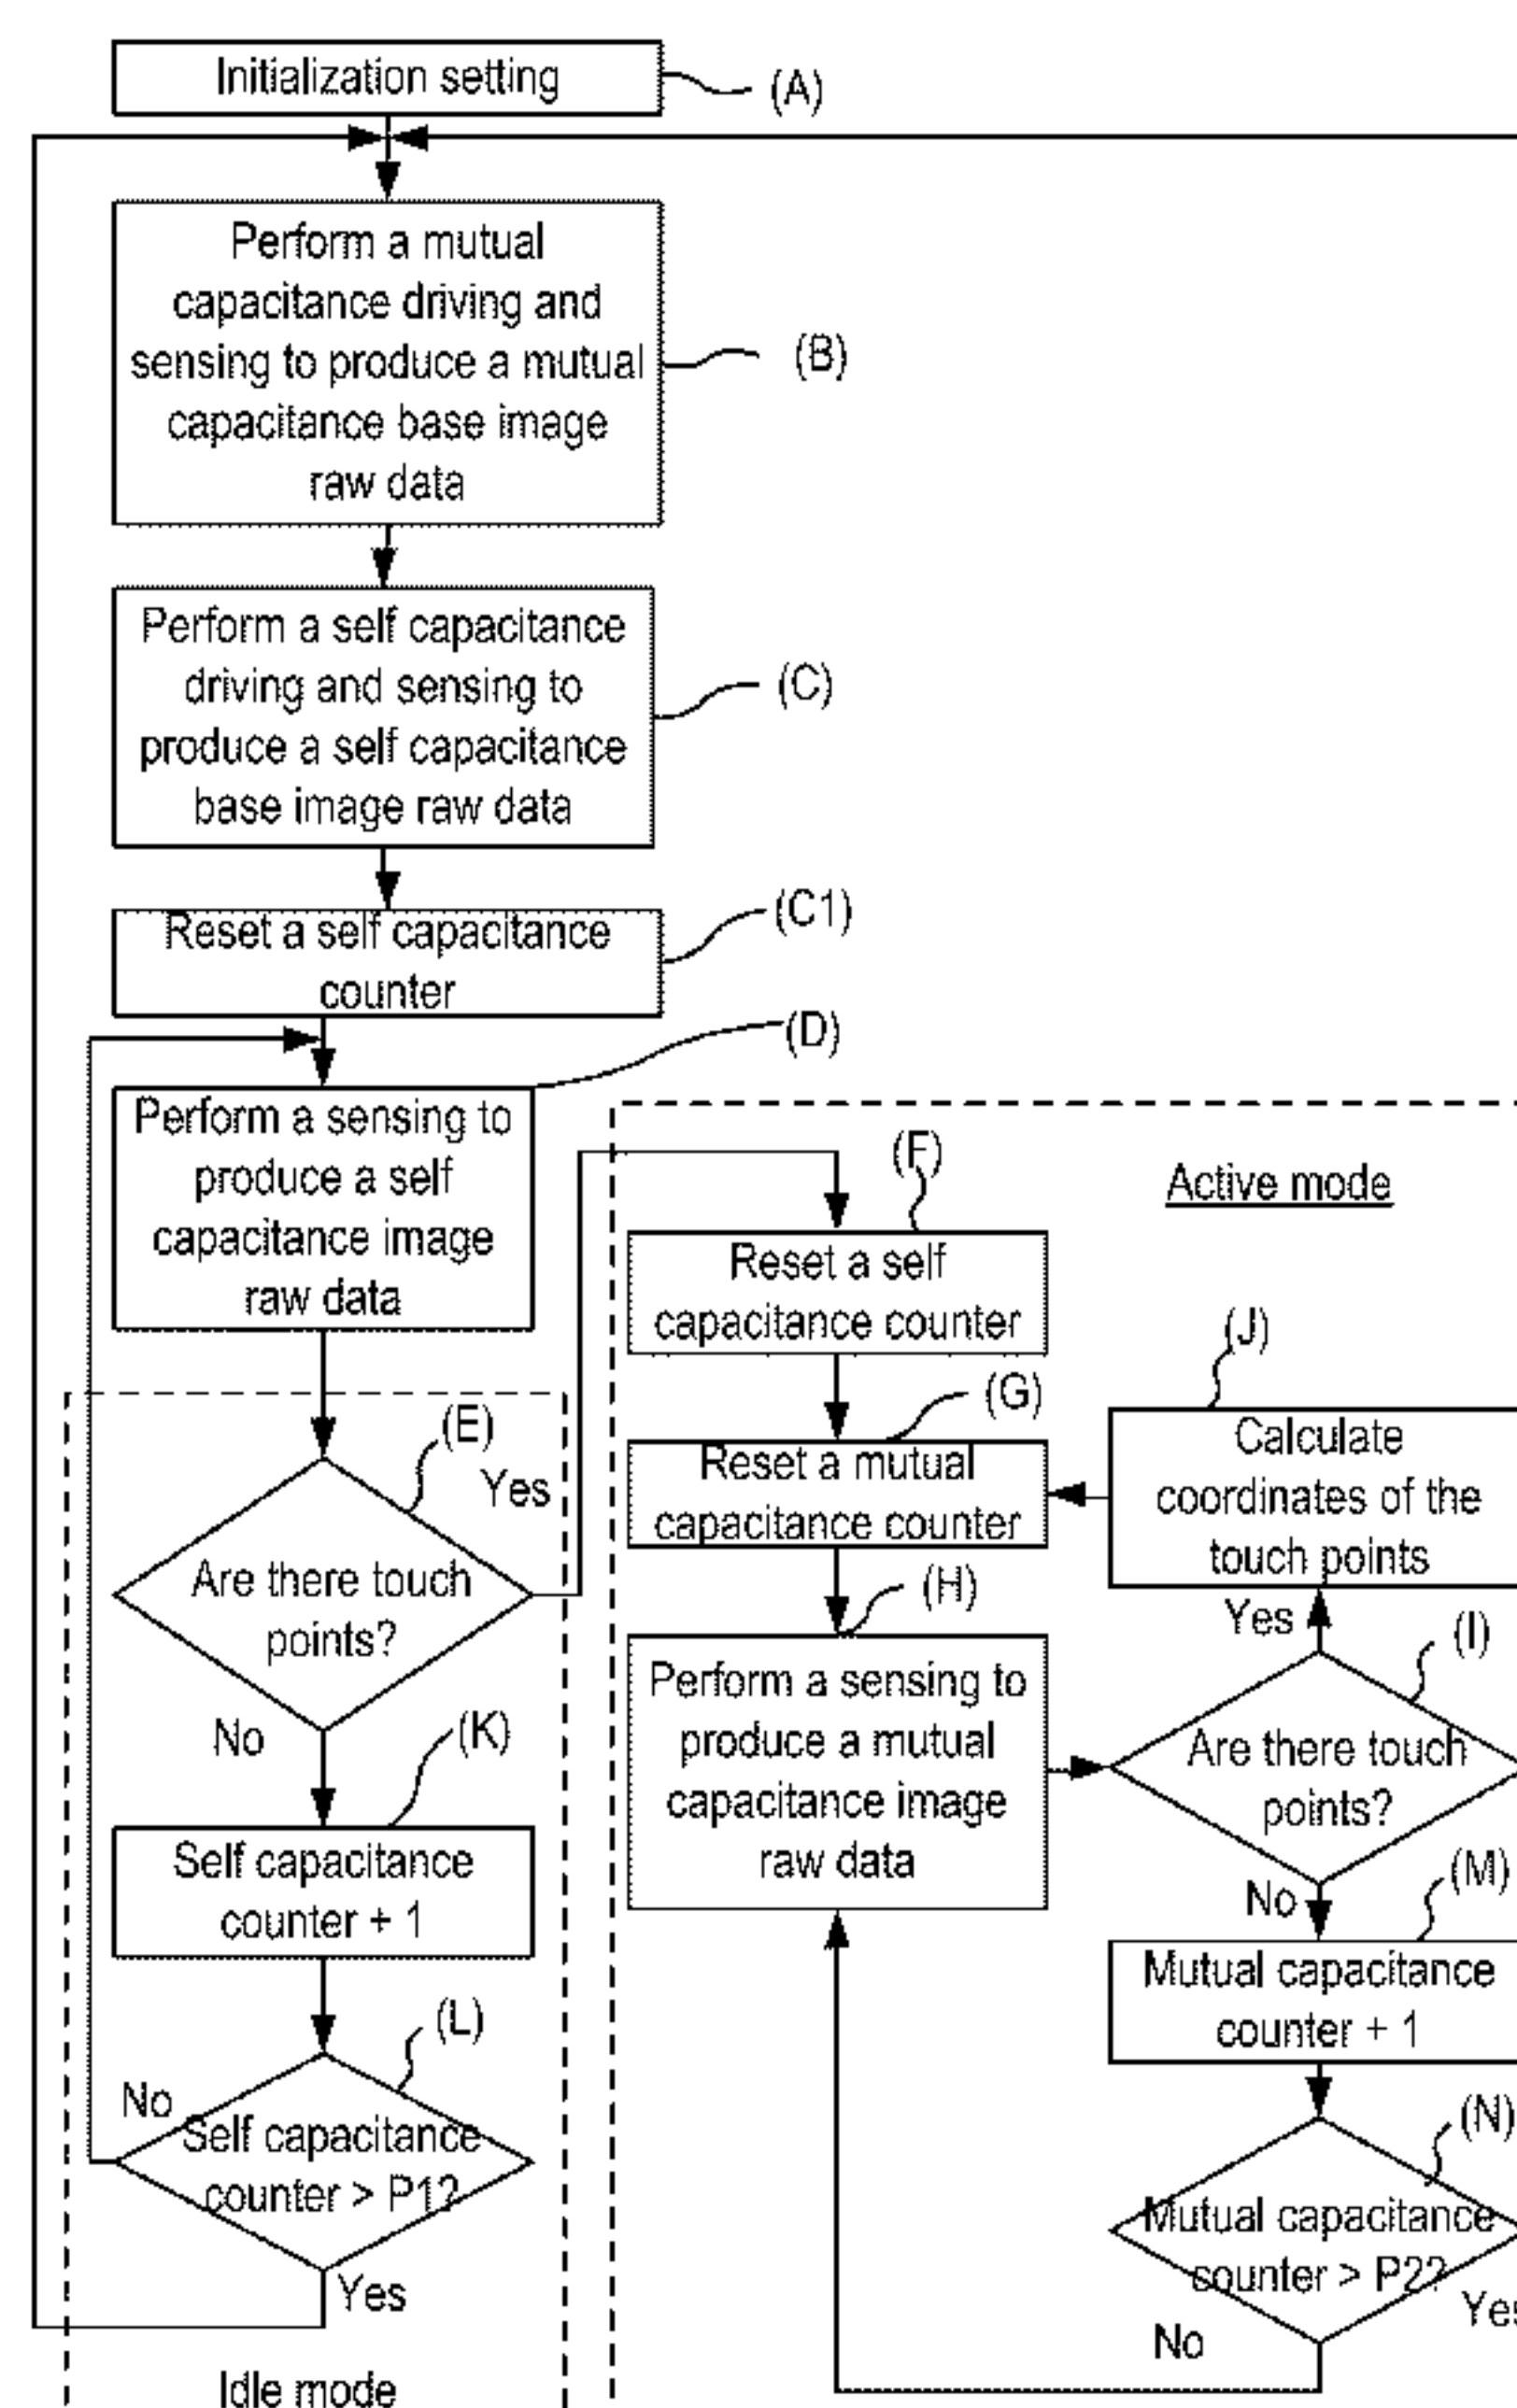 Initialization setting
(A)
Perform a mutual
capacitance driving and
sensing to produce a mutual
capacitance base image
raw data
(B)
Perform a self capacitance
driving and sensing to
produce a self capacitance
base image raw data
(C)
Reset a self capacitance
counter
(C1)
(D)
Perform a sensing to
produce a self
capacitance image
raw data
(E)
Yes
Are there touch
points?
No
(K)
Self capacitance
counter + 1
(L)
No
Self capacitance
counter > P1?
Yes
Idle mode
Active mode
(F)
Reset a self
capacitance counter
(G)
Reset a mutual
capacitance counter
(H)
Perform a sensing to
produce a mutual
capacitance image
raw data
(J)
Calculate
coordinates of the
touch points
Yes
(I)
Are there touch
points?
No
(M)
Mutual capacitance
counter + 1
(N)
Mutual capacitance
counter > P2?
Yes
No